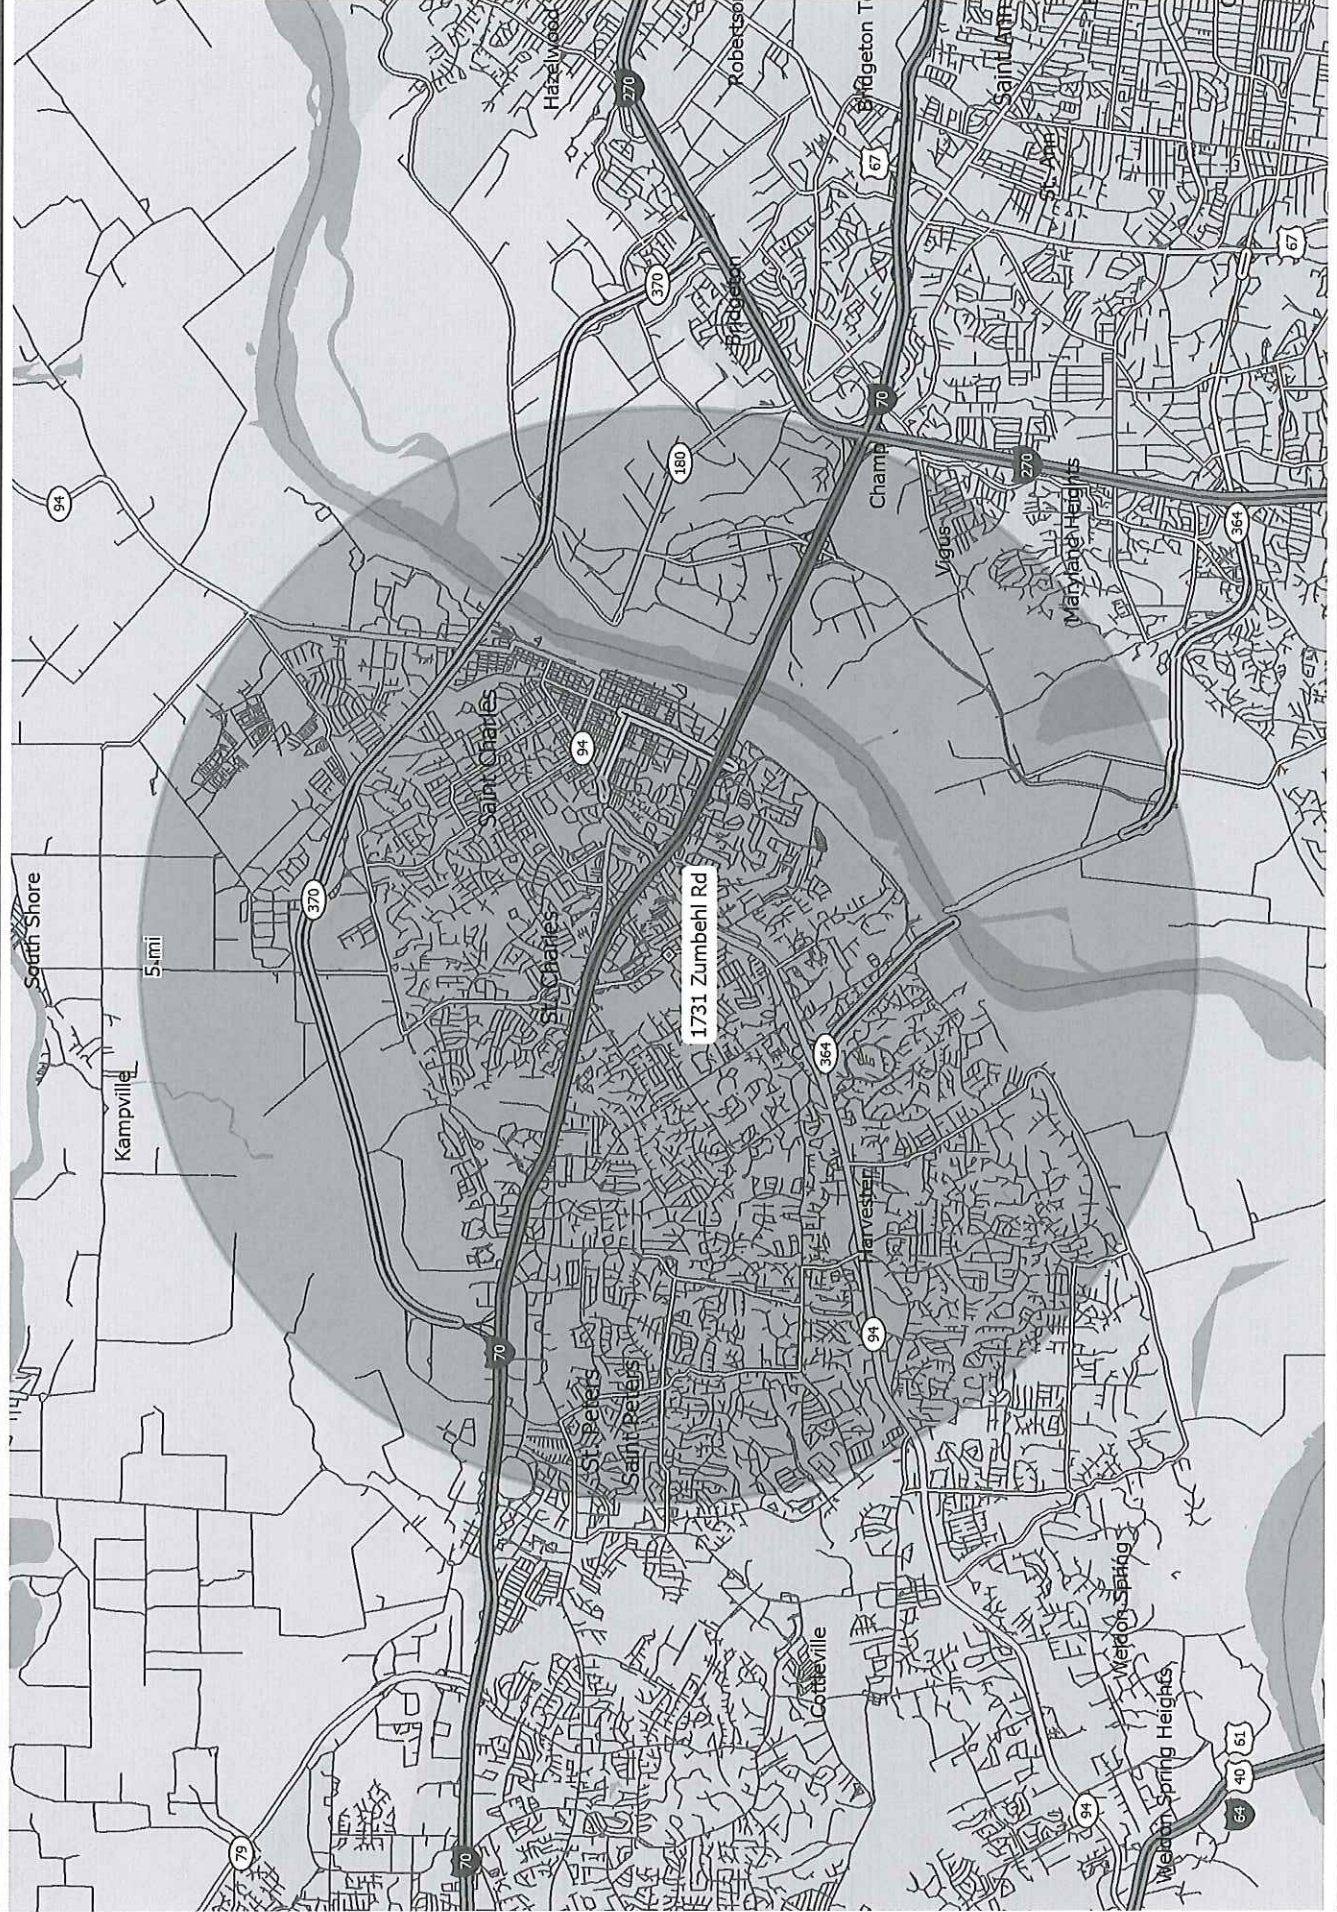 South Shore
94
Kampville
5 mi
79
370
70
Saint Charles
70
St. Charles
Hazelwood
94
St. Peters
Saint Peters
270
370
180
1731 Zumbehl Rd
Bridgeton
Robertso
Cottleville
364
Harvester
Bridgeton T
94
67
Champ
70
Vigus
Saint Ann
270
St. Ann
Maryland Heights
94
Weldon Spring
Weldon Spring Heights
364
64 40 61
67